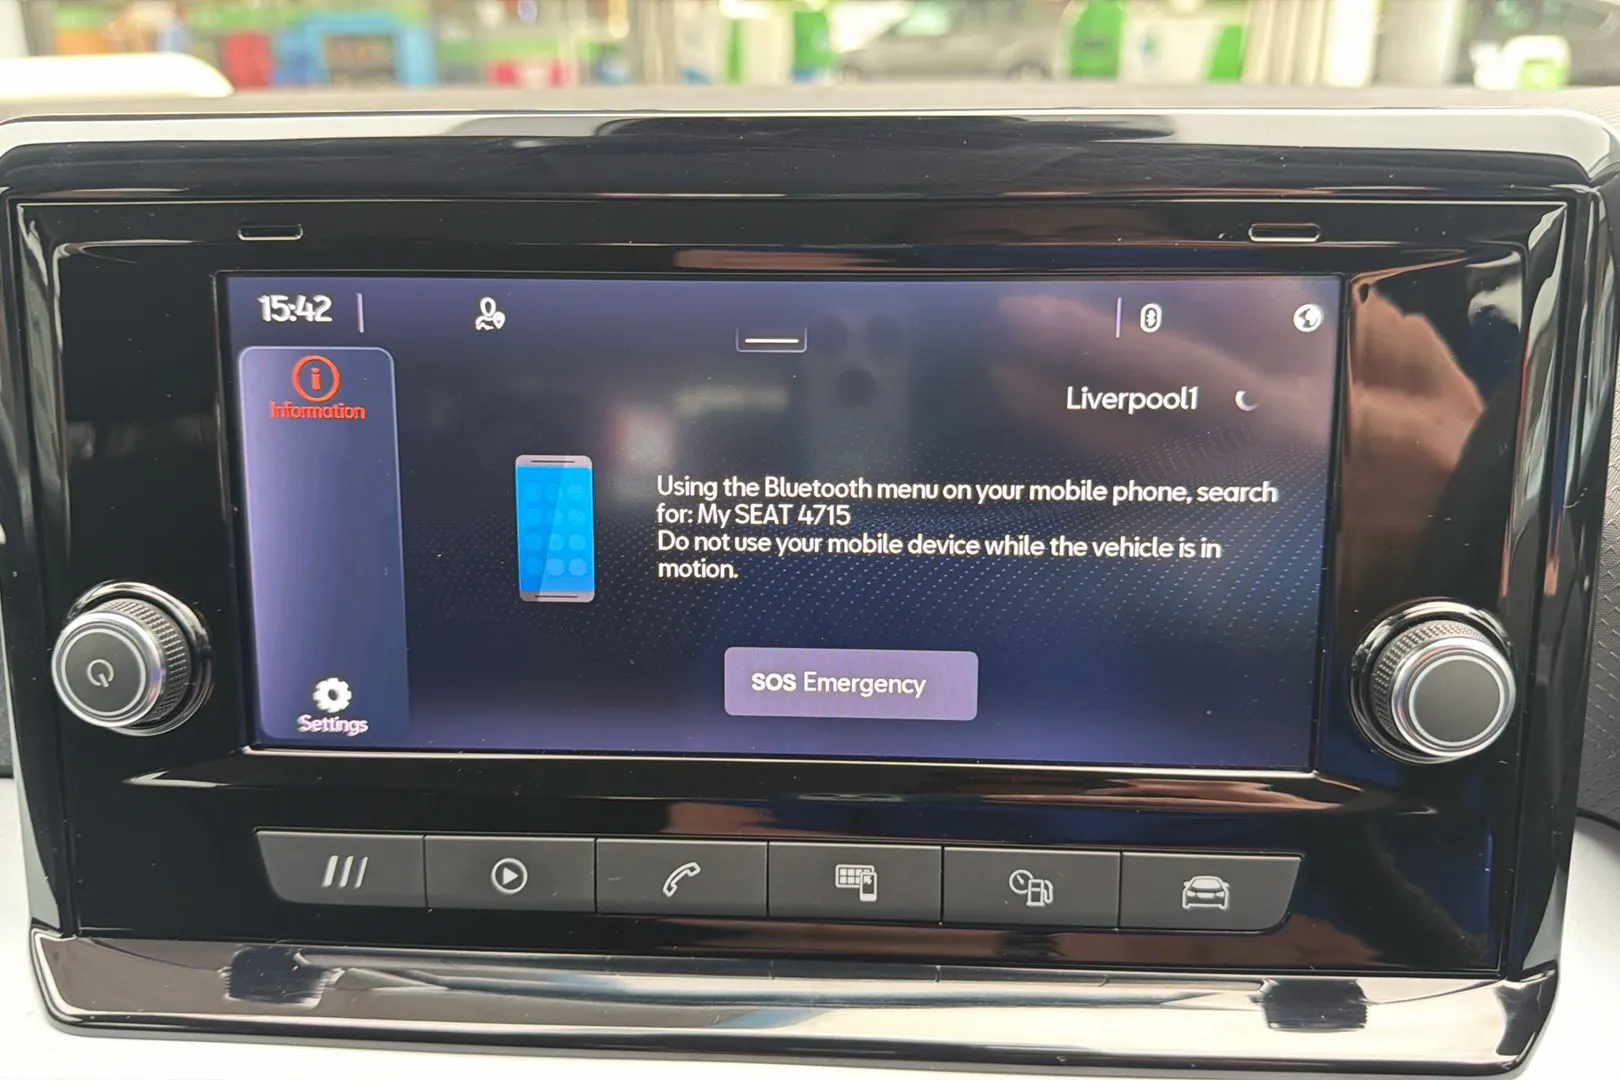 15:42
Information
Liverpool1
Using the Bluetooth menu on your mobile phone, search
for: My SEAT 4715
Do not use your mobile device while the vehicle is in
motion.
SOS Emergency
Settings